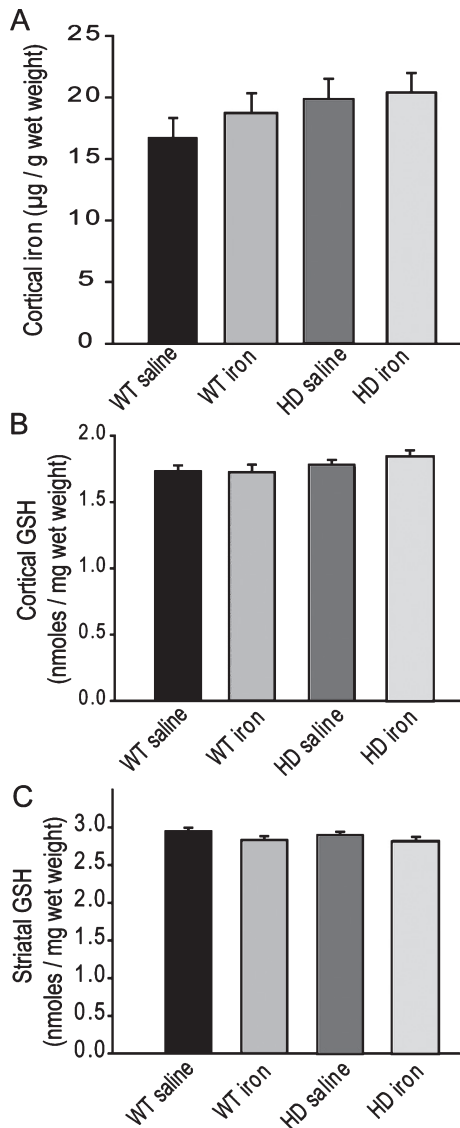 A
Cortical iron (μg / g wet weight)
25
20
15
10
5
0
WT saline
WT iron
HD saline
HD iron
B
Cortical GSH
(nmoles / mg wet weight)
2.0
1.5
1.0
0.5
0.0
WT saline
WT iron
HD saline
HD iron
C
Striatal GSH
(nmoles / mg wet weight)
3.0
2.5
2.0
1.5
1.0
0.5
0.0
WT saline
WT iron
HD saline
HD iron